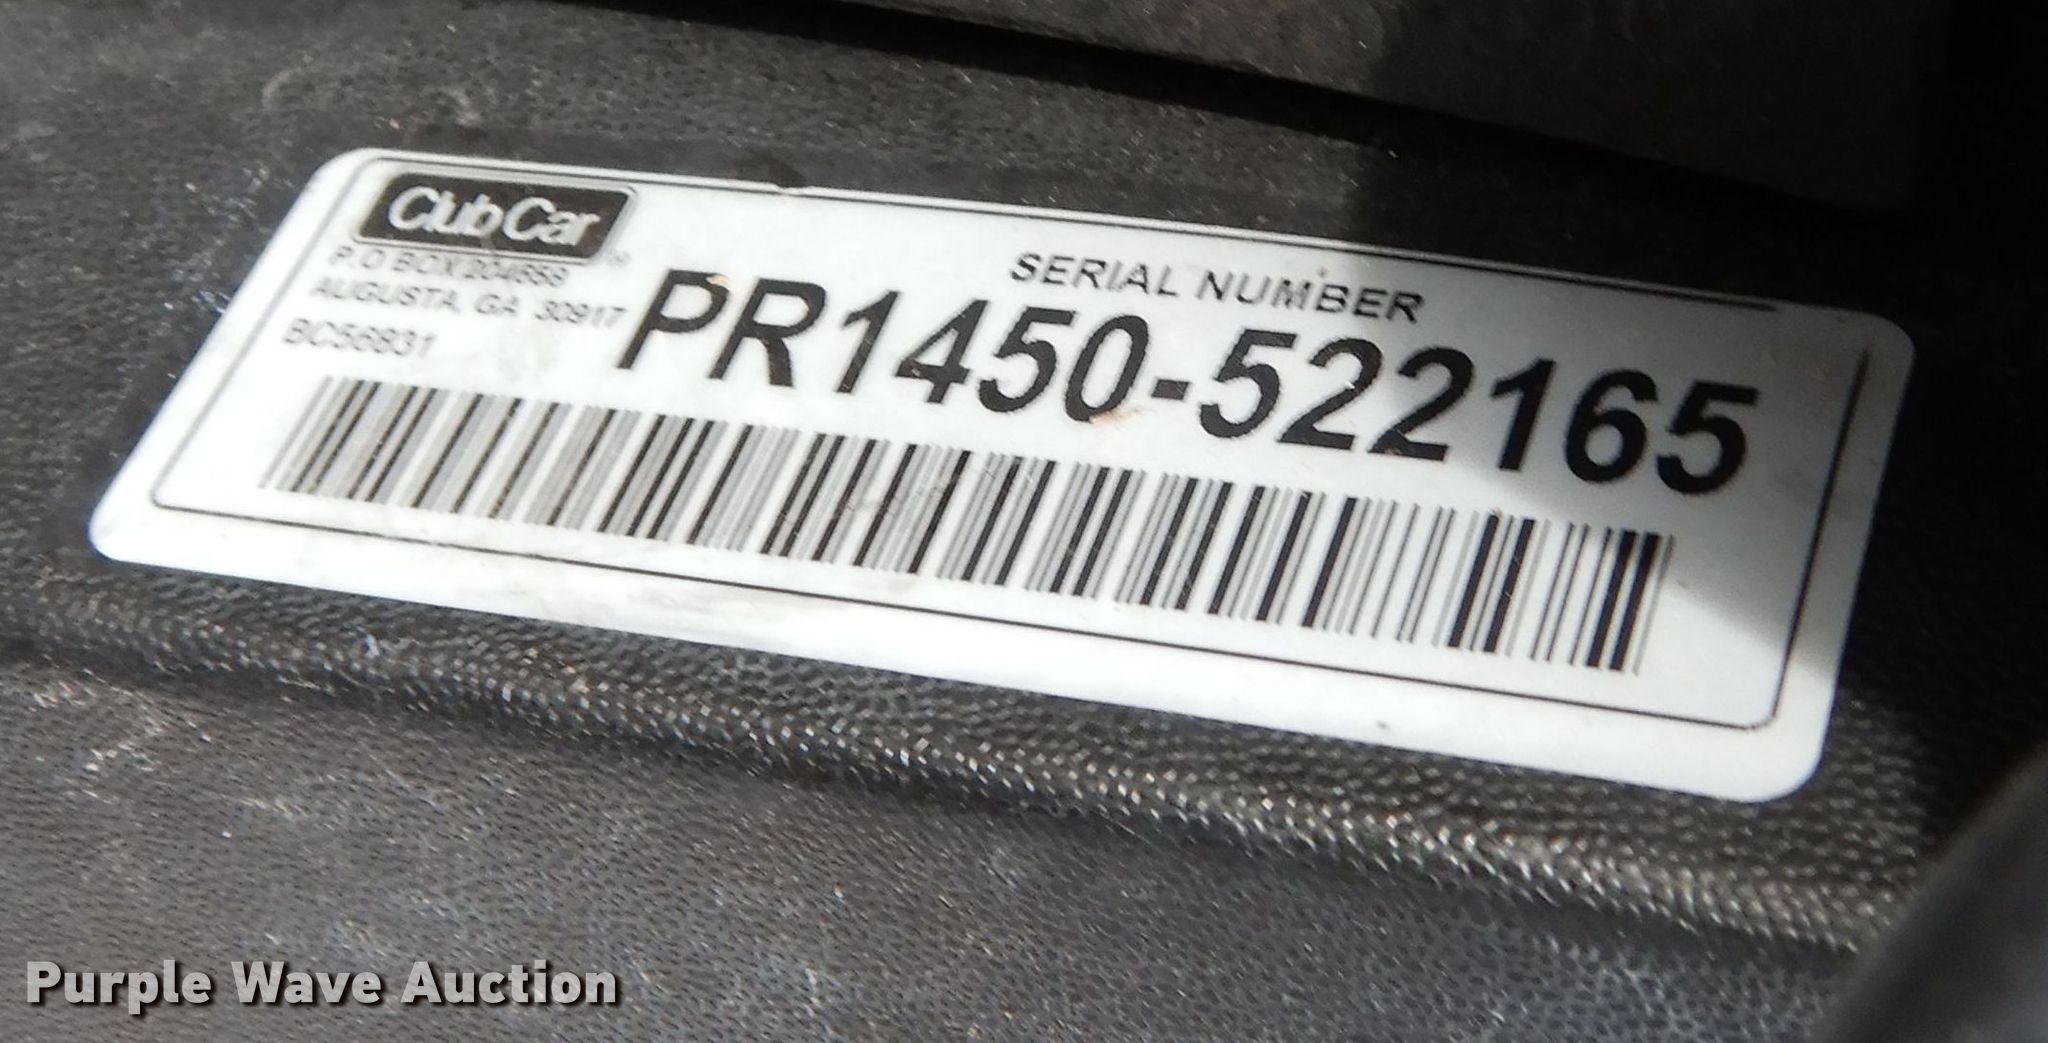 Club Car
P.O BOX 204658
AUGUSTA, GA 30917
BC56831
SERIAL NUMBER
PR1450-522165
Purple Wave Auction